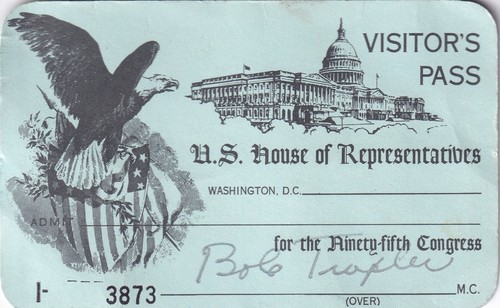 VISITOR'S
PASS
U.S. House of Representatives
WASHINGTON, D.C.
ADMIT
for the Ninety-fifth Congress
Bob Traxler
M.C.
I- 3873
(OVER)